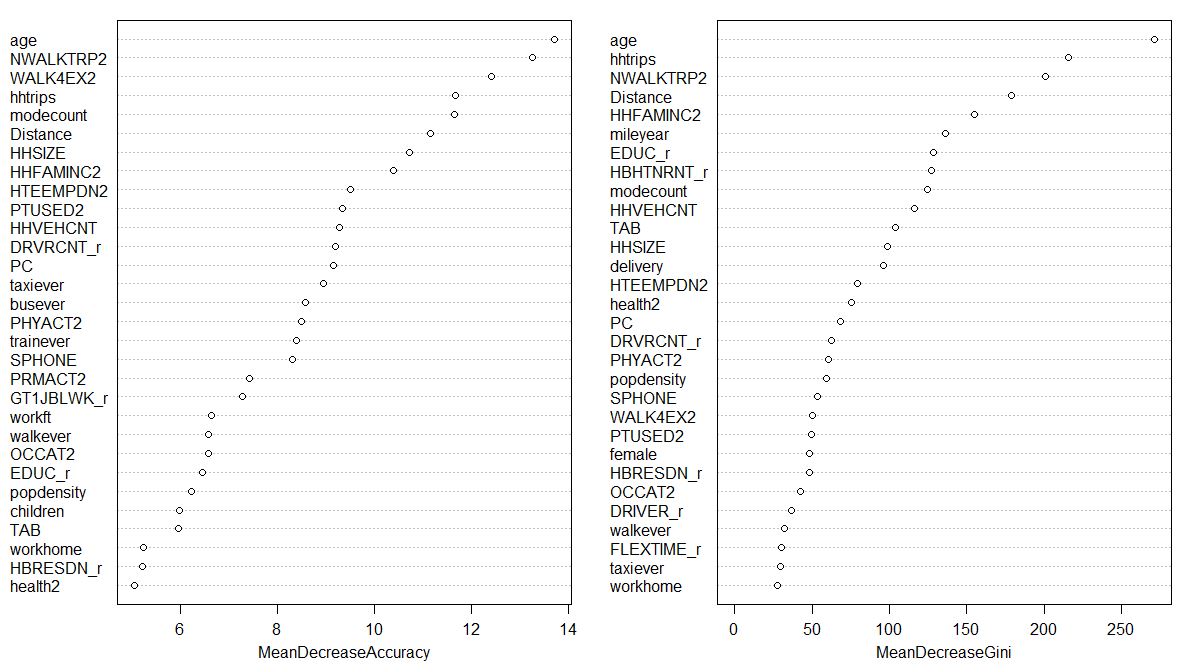 age
NWALKTRP2
WALK4EX2
hhtrips
modecount
Distance
HHSIZE
HHFAMINC2
HTEEMPDN2
PTUSED2
HHVEHCNT
DRVRCNT_r
PC
taxiever
busever
PHYACT2
trainever
SPHONE
PRMACT2
GT1JBLWK_r
workft
walkever
OCCAT2
EDUC_r
popdensity
children
TAB
workhome
HBRESDN_r
health2
6 8 10 12 14
MeanDecreaseAccuracy
age
hhtrips
NWALKTRP2
Distance
HHFAMINC2
mileyear
EDUC_r
HBHTNRNT_r
modecount
HHVEHCNT
TAB
HHSIZE
delivery
HTEEMPDN2
health2
PC
DRVRCNT_r
PHYACT2
popdensity
SPHONE
WALK4EX2
PTUSED2
female
HBRESDN_r
OCCAT2
DRIVER_r
walkever
FLEXTIME_r
taxiever
workhome
0 50 100 150 200 250
MeanDecreaseGini